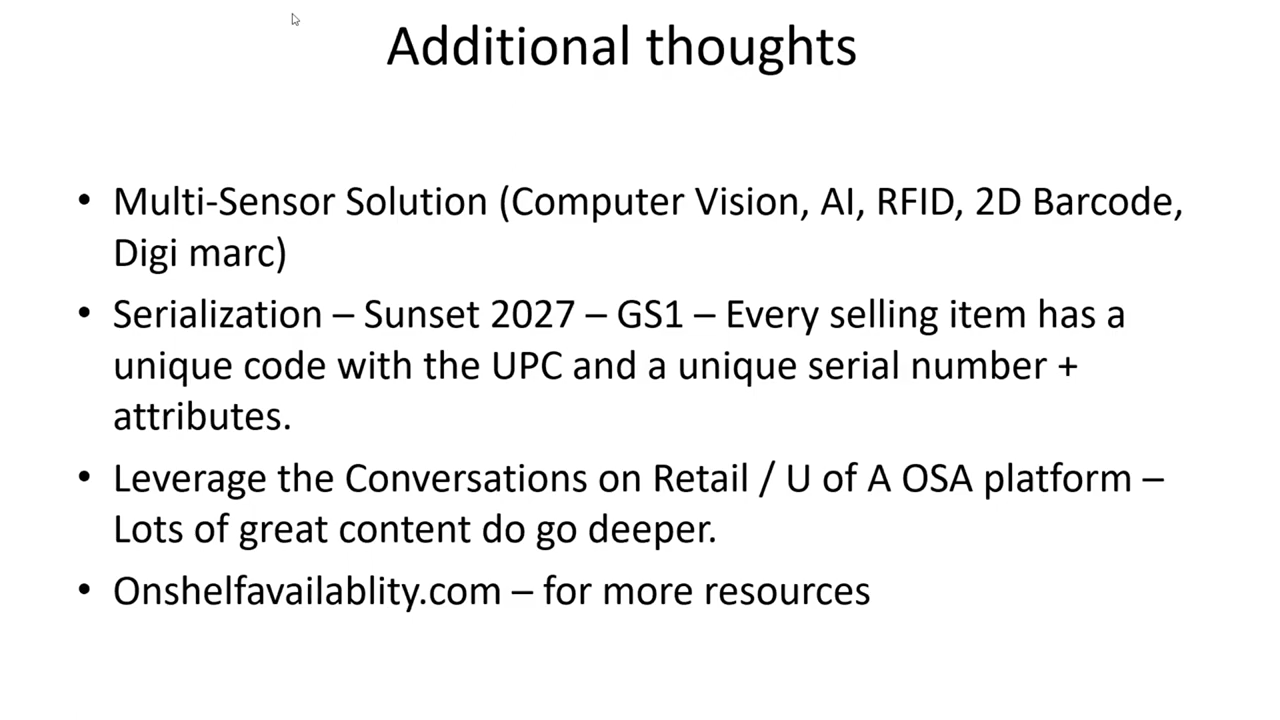 Additional thoughts
• Multi-Sensor Solution (Computer Vision, AI, RFID, 2D Barcode,
Digi marc)
• Serialization – Sunset 2027 – GS1 – Every selling item has a
unique code with the UPC and a unique serial number +
attributes.
• Leverage the Conversations on Retail / U of A OSA platform –
Lots of great content do go deeper.
• Onshelfavailablity.com – for more resources